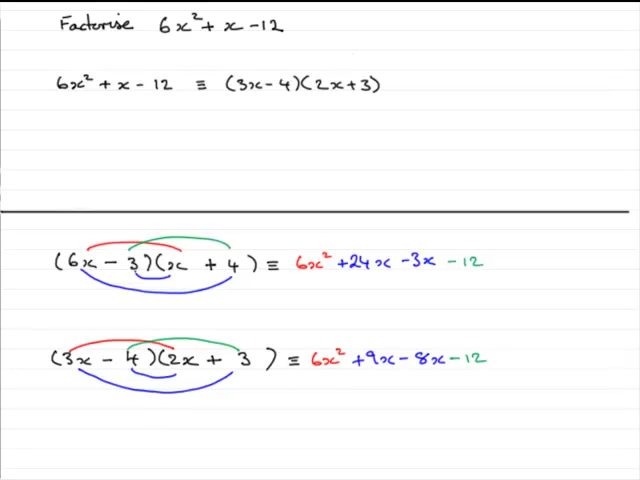 Factorise 6x² + x - 12
6x² + x - 12 ≡ (3x - 4)(2x + 3)
(6x - 3)(x + 4) ≡ 6x² + 24x - 3x - 12
(3x - 4)(2x + 3) ≡ 6x² + 9x - 8x - 12